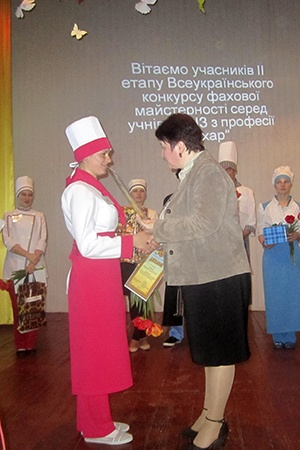 Вітаємо учасників ІІ
етапу Всеукраїнського
конкурсу фахової
майстерності серед
з професії